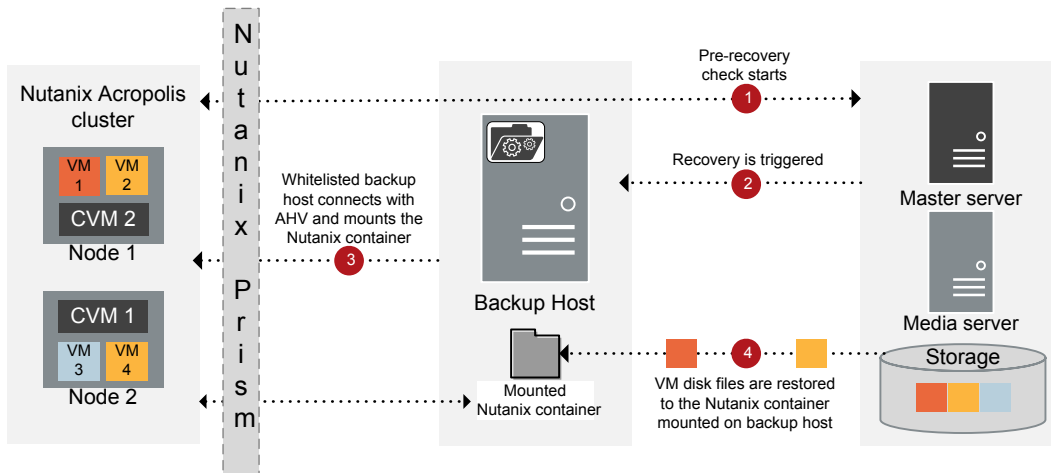 Nutanix Acropolis
cluster
VM
1
VM
2
CVM 2
Node 1
CVM 1
VM
3
VM
4
Node 2
Nutanix Prism
Pre-recovery
check starts
1
Recovery is triggered
2
Whitelisted backup
host connects with
AHV and mounts the
Nutanix container
3
Backup Host
Mounted
Nutanix container
4
VM disk files are restored
to the Nutanix container
mounted on backup host
Master server
Media server
Storage